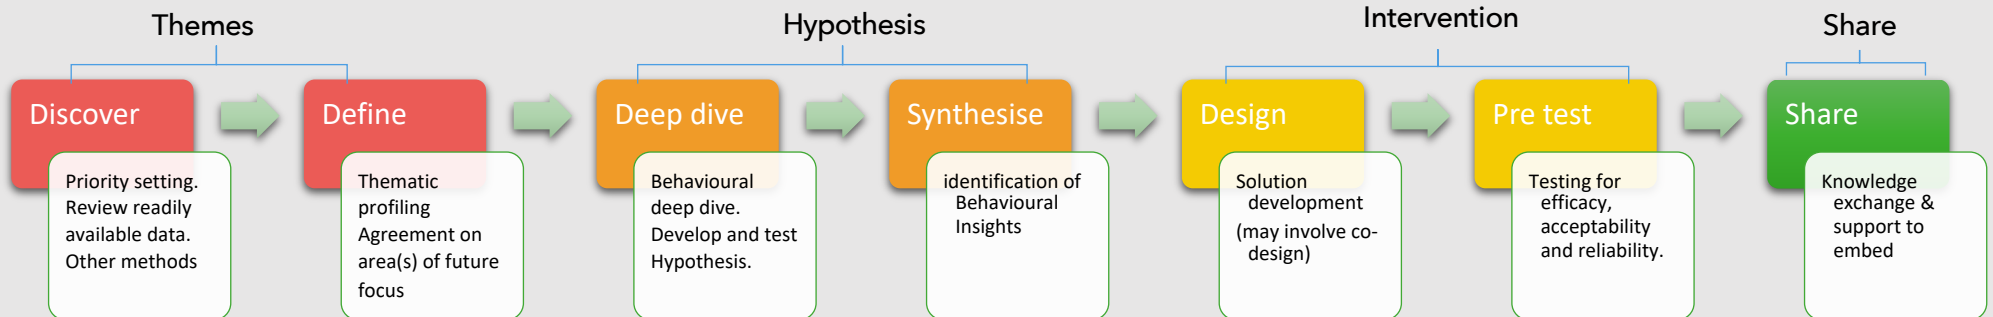 Themes
Hypothesis
Intervention
Share
Discover
Priority setting.
Review readily
available data.
Other methods
Define
Thematic
profiling
Agreement on
area(s) of future
focus
Deep dive
Behavioural
deep dive.
Develop and test
Hypothesis.
Synthesise
identification of
Behavioural
Insights
Design
Solution
development
(may involve co-
design)
Pre test
Testing for
efficacy,
acceptability
and reliability.
Share
Knowledge
exchange &
support to
embed